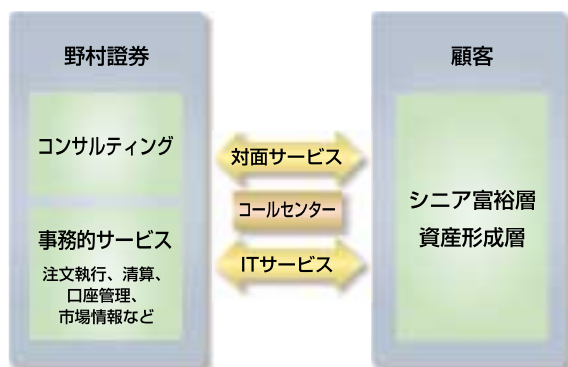 野村證券
コンサルティング
事務的サービス
注文執行、清算、
口座管理、
市場情報など
対面サービス
コールセンター
ITサービス
顧客
シニア富裕層
資産形成層